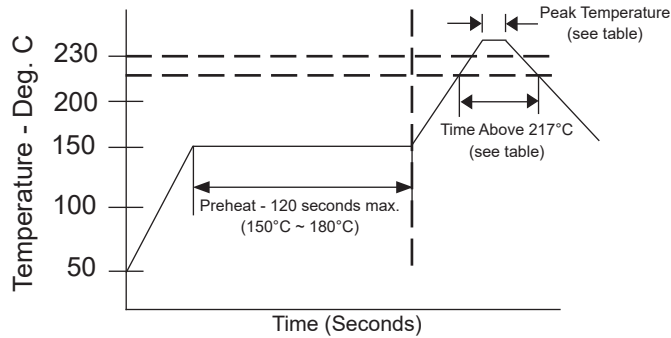 Peak Temperature
(see table)
Temperature - Deg. C
230
200
150
100
50
Time Above 217°C
(see table)
Preheat - 120 seconds max.
(150°C ~ 180°C)
Time (Seconds)